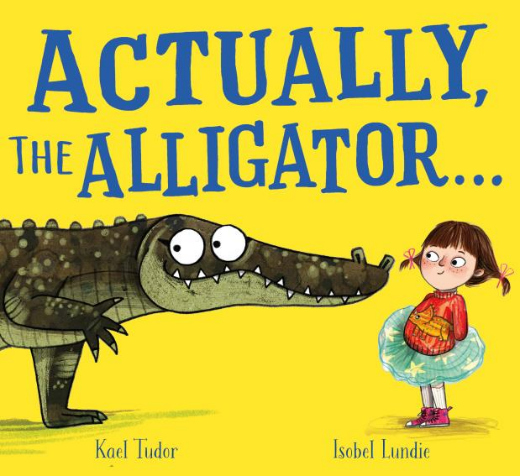 ACTUALLY,
THE ALLIGATOR...
Kael Tudor Isobel Lundie